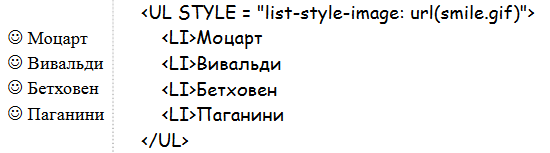 ☺ Моцарт
☺ Вивальди
☺ Бетховен
☺ Паганини
<UL STYLE = "list-style-image: url(smile.gif)">
<LI>Моцарт
<LI>Вивальди
<LI>Бетховен
<LI>Паганини
</UL>